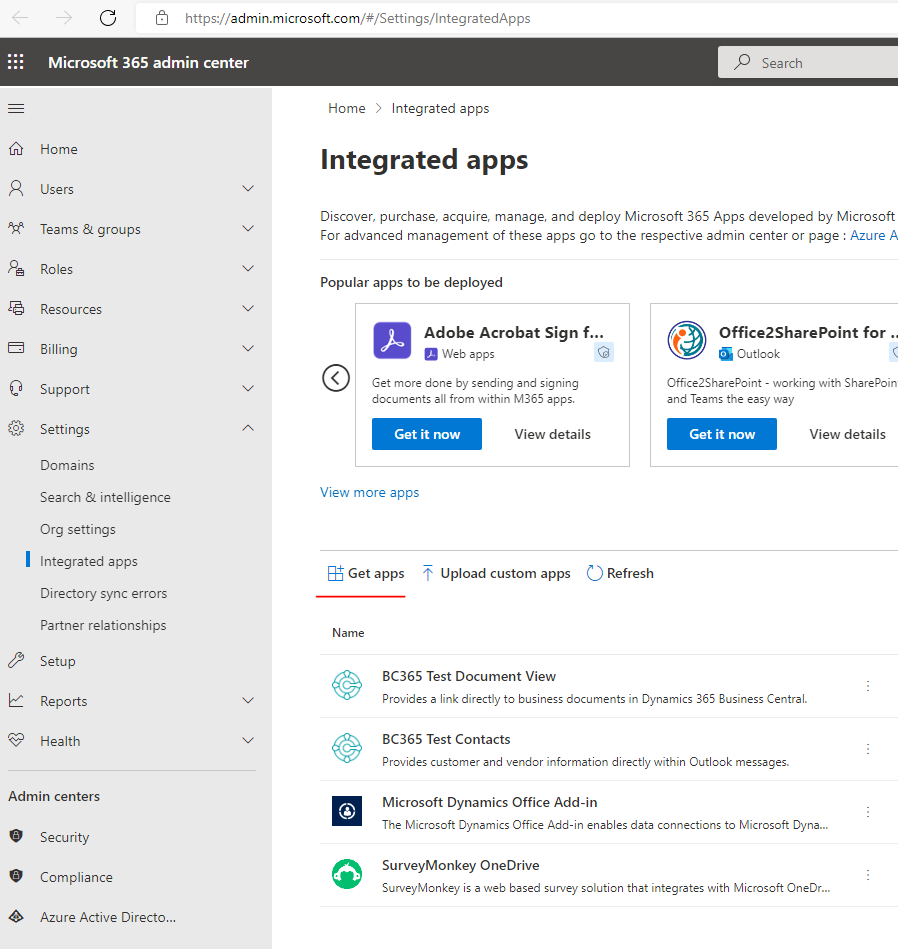 https://admin.microsoft.com/#/Settings/IntegratedApps
Microsoft 365 admin center
Search
Home
Users
Teams & groups
Roles
Resources
Billing
Support
Settings
Domains
Search & intelligence
Org settings
Integrated apps
Directory sync errors
Partner relationships
Setup
Reports
Health
Admin centers
Security
Compliance
Azure Active Directo...
Home > Integrated apps
Integrated apps
Discover, purchase, acquire, manage, and deploy Microsoft 365 Apps developed by Microsoft
For advanced management of these apps go to the respective admin center or page : Azure A
Popular apps to be deployed
Adobe Acrobat Sign f...
Web apps
Get more done by sending and signing
documents all from within M365 apps.
Get it now View details
Office2SharePoint for ...
Outlook
Office2SharePoint - working with SharePoin
and Teams the easy way
Get it now View details
View more apps
Get apps Upload custom apps Refresh
Name
BC365 Test Document View
Provides a link directly to business documents in Dynamics 365 Business Central.
BC365 Test Contacts
Provides customer and vendor information directly within Outlook messages.
Microsoft Dynamics Office Add-in
The Microsoft Dynamics Office Add-in enables data connections to Microsoft Dyna...
SurveyMonkey OneDrive
SurveyMonkey is a web based survey solution that integrates with Microsoft OneDr...